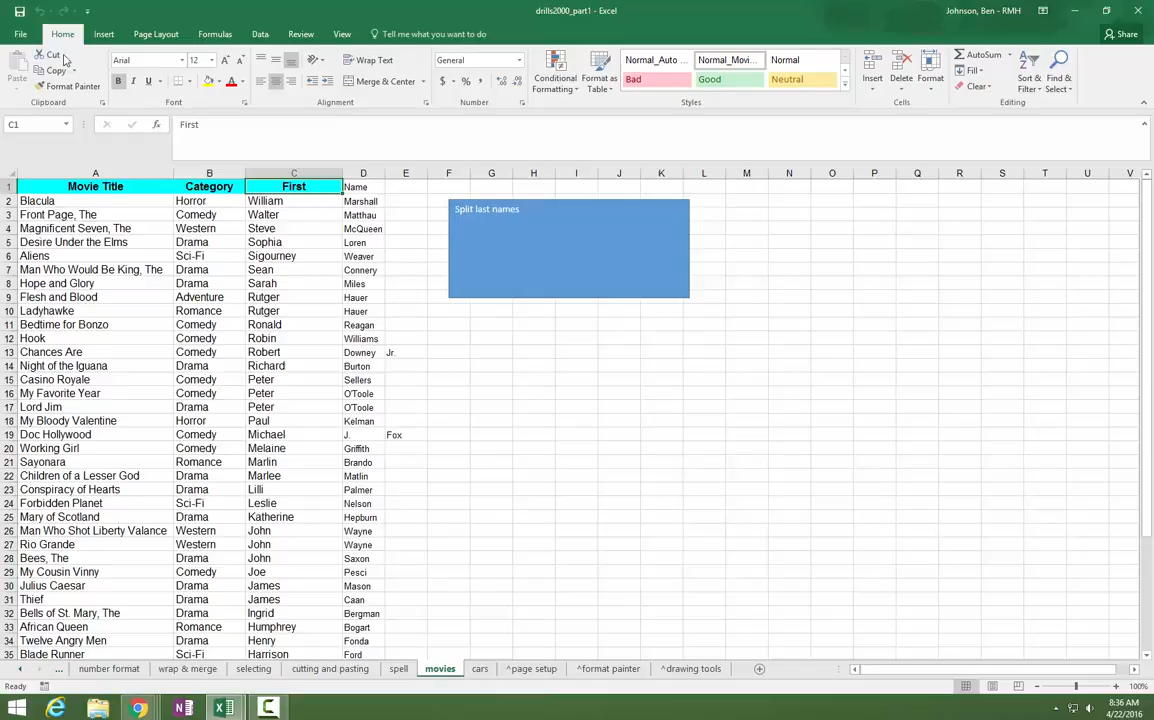 drills2000_part1 - Excel
Johnson, Ben - RMH
File Home Insert Page Layout Formulas Data Review View Tell me what you want to do Share
Paste Cut Copy Format Painter Clipboard
Arial 12 A A B I U A Font
Wrap Text Merge & Center Alignment
General $ % , Number
Conditional Formatting Format as Table
Normal_Auto ... Normal_Movi... Normal
Bad Good Neutral
Styles
Insert Delete Format Cells
AutoSum Fill Clear Sort & Filter Find & Select Editing
C1 fx First
A B C D E F G H I J K L M N O P Q R S T U V
1 Movie Title Category First Name
2 Blacula Horror William Marshall
3 Front Page, The Comedy Walter Matthau
4 Magnificent Seven, The Western Steve McQueen
5 Desire Under the Elms Drama Sophia Loren
6 Aliens Sci-Fi Sigourney Weaver
7 Man Who Would Be King, The Drama Sean Connery
8 Hope and Glory Drama Sarah Miles
9 Flesh and Blood Adventure Rutger Hauer
10 Ladyhawke Romance Rutger Hauer
11 Bedtime for Bonzo Comedy Ronald Reagan
12 Hook Comedy Robin Williams
13 Chances Are Comedy Robert Downey Jr.
14 Night of the Iguana Drama Richard Burton
15 Casino Royale Comedy Peter Sellers
16 My Favorite Year Comedy Peter O'Toole
17 Lord Jim Drama Peter O'Toole
18 My Bloody Valentine Horror Paul Kelman
19 Doc Hollywood Comedy Michael J. Fox
20 Working Girl Comedy Melaine Griffith
21 Sayonara Romance Marlin Brando
22 Children of a Lesser God Drama Marlee Matlin
23 Conspiracy of Hearts Drama Lilli Palmer
24 Forbidden Planet Sci-Fi Leslie Nelson
25 Mary of Scotland Drama Katherine Hepburn
26 Man Who Shot Liberty Valance Western John Wayne
27 Rio Grande Western John Wayne
28 Bees, The Drama John Saxon
29 My Cousin Vinny Comedy Joe Pesci
30 Julius Caesar Drama James Mason
31 Thief Drama James Caan
32 Bells of St. Mary, The Drama Ingrid Bergman
33 African Queen Romance Humphrey Bogart
34 Twelve Angry Men Drama Henry Fonda
35 Blade Runner Sci-Fi Harrison Ford
Split last names
... number format wrap & merge selecting cutting and pasting spell movies cars ^page setup ^format painter ^drawing tools
Ready 100%
8:36 AM
4/22/2016